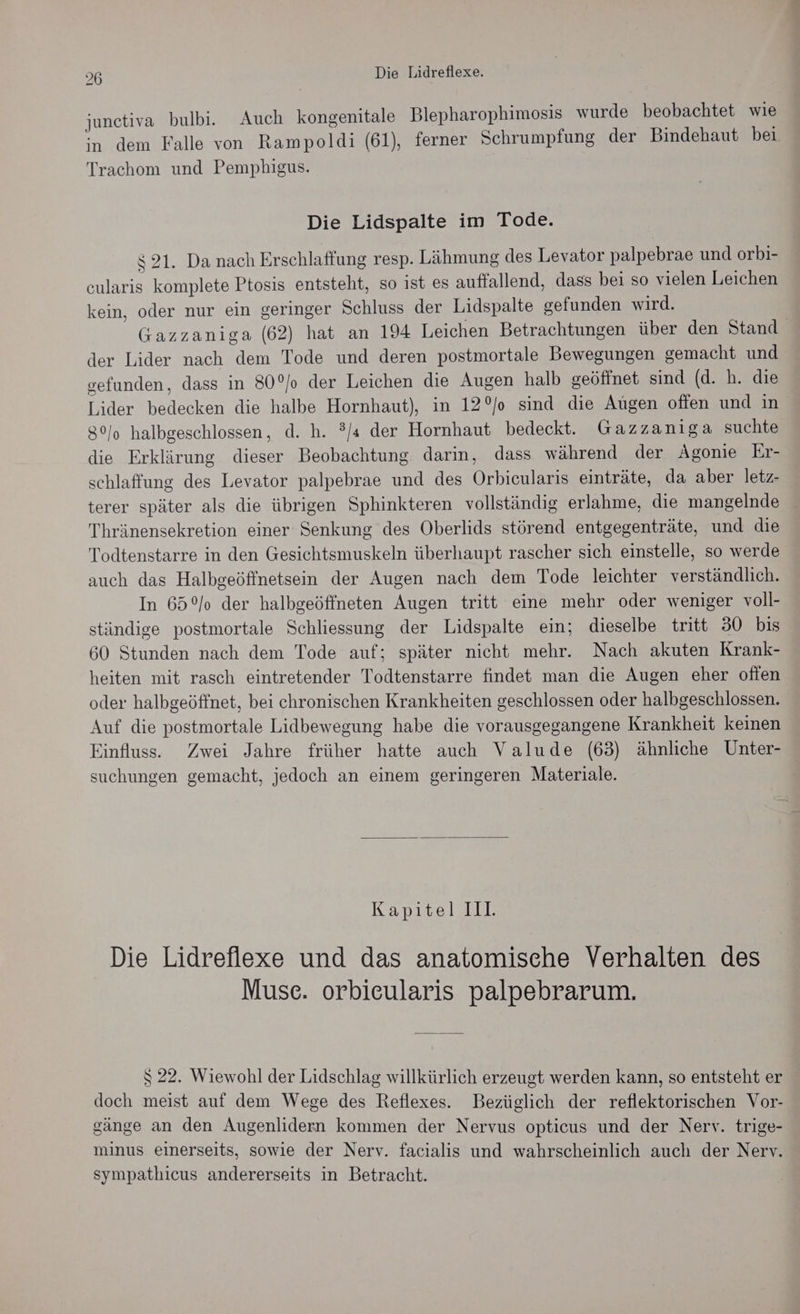 26
Die Lidreflexe.
junctiva bulbi. Auch kongenitale Blepharophimosis wurde beobachtet wie
in dem Falle von Rampoldi (61), ferner Schrumpfung der Bindehaut bei
Trachom und Pemphigus.
Die Lidspalte im Tode.
§ 21. Da nach Erschlaffung resp. Lähmung des Levator palpebrae und orbi-
cularis komplete Ptosis entsteht, so ist es auffallend, dass bei so vielen Leichen
kein, oder nur ein geringer Schluss der Lidspalte gefunden wird.
Gazzaniga (62) hat an 194 Leichen Betrachtungen über den Stand
der Lider nach dem Tode und deren postmortale Bewegungen gemacht und
gefunden, dass in 80% der Leichen die Augen halb geöffnet sind (d. h. die
Lider bedecken die halbe Hornhaut), in 12% sind die Augen offen und in
8% halbgeschlossen, d. h. 3/4 der Hornhaut bedeckt. Gazzaniga suchte
die Erklärung dieser Beobachtung darin, dass während der Agonie Er-
schlaffung des Levator palpebrae und des Orbicularis einträte, da aber letz-
terer später als die übrigen Sphinkteren vollständig erlahme, die mangelnde
Thränensekretion einer Senkung des Oberlids störend entgegenträte, und die
Todtenstarre in den Gesichtsmuskeln überhaupt rascher sich einstelle, so werde
auch das Halbgeöffnetsein der Augen nach dem Tode leichter verständlich.
In 65% der halbgeöffneten Augen tritt eine mehr oder weniger voll-
ständige postmortale Schliessung der Lidspalte ein; dieselbe tritt 30 bis
60 Stunden nach dem Tode auf; später nicht mehr. Nach akuten Krank-
heiten mit rasch eintretender Todtenstarre findet man die Augen eher offen
oder halbgeöffnet, bei chronischen Krankheiten geschlossen oder halbgeschlossen.
Auf die postmortale Lidbewegung habe die vorausgegangene Krankheit keinen
Einfluss. Zwei Jahre früher hatte auch Valude (63) ähnliche Unter-
suchungen gemacht, jedoch an einem geringeren Materiale.
Kapitel III.
Die Lidreflexe und das anatomische Verhalten des
Musc. orbicularis palpebrarum.
§ 22. Wiewohl der Lidschlag willkürlich erzeugt werden kann, so entsteht er
doch meist auf dem Wege des Reflexes. Bezüglich der reflektorischen Vor-
gänge an den Augenlidern kommen der Nervus opticus und der Nerv. trige-
minus einerseits, sowie der Nerv. facialis und wahrscheinlich auch der Nerv.
sympathicus andererseits in Betracht.